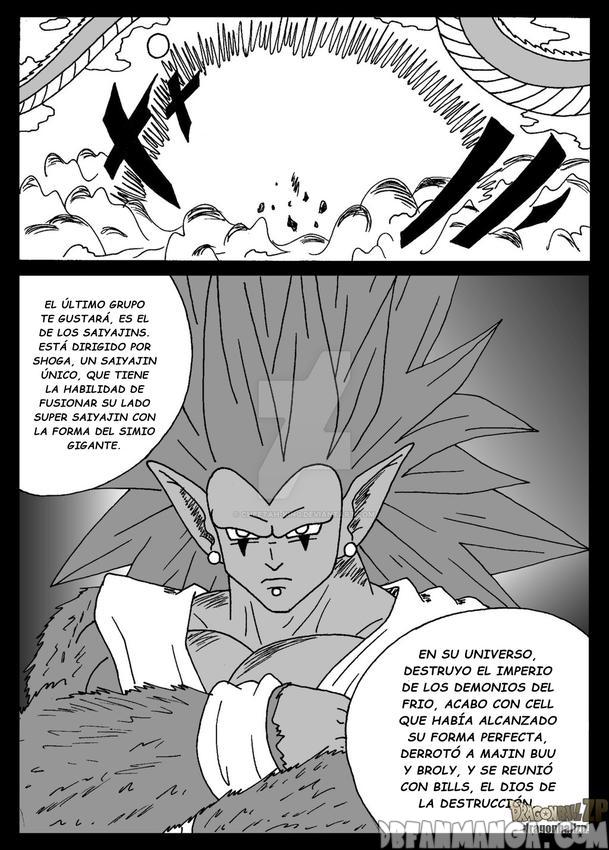 EL ÚLTIMO GRUPO
TE GUSTARÁ, ES EL
DE LOS SAIYAJINS.
ESTÁ DIRIGIDO POR
SHOGA, UN SAIYAJIN
ÚNICO, QUE TIENE
LA HABILIDAD DE
FUSIONAR SU LADO
SUPER SAIYAJIN CON
LA FORMA DEL SIMIO
GIGANTE.
EN SU UNIVERSO,
DESTRUYO EL IMPERIO
DE LOS DEMONIOS DEL
FRIO, ACABO CON CELL
QUE HABÍA ALCANZADO
SU FORMA PERFECTA,
DERROTÓ A MAJIN BUU
Y BROLY, Y SE REUNIÓ
CON BILLS, EL DIOS DE
LA DESTRUCCIÓN
DRAGONBALL ZP
DBFANMANGA.COM